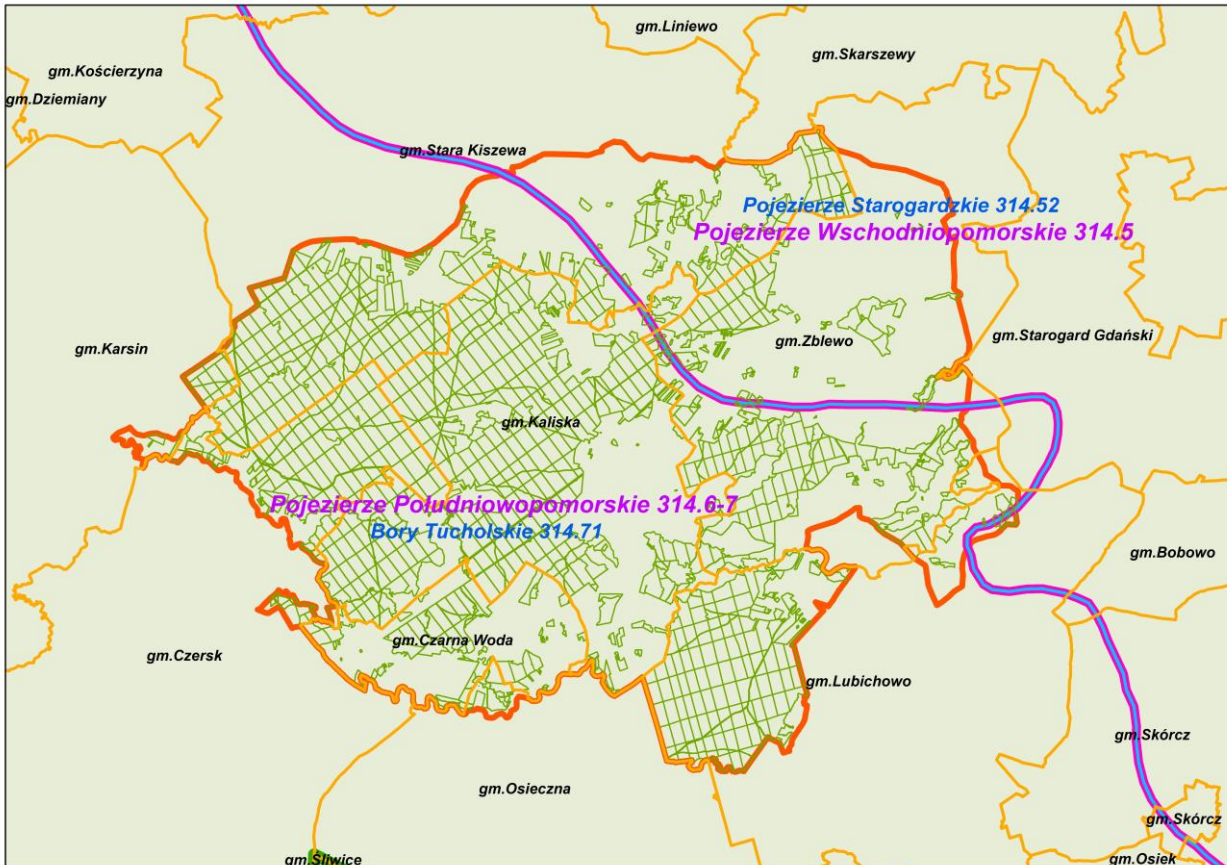 gm.Liniewo
gm.Skarszewy
gm.Kościerzyna
gm.Dziemiany
gm.Stara Kiszewa
Pojezierze Starogardzkie 314.52
Pojezierze Wschodniopomorskie 314.5
gm.Starogard Gdański
gm.Zblewo
gm.Karsin
gm.Kaliska
Pojezierze Południowopomorskie 314.6-7
Bory Tucholskie 314.71
gm.Bobowo
gm.Czarna Woda
gm.Czersk
gm.Lubichowo
gm.Skórcz
gm.Osieczna
gm.Skórcz
gm.Śliwice
gm.Osiek